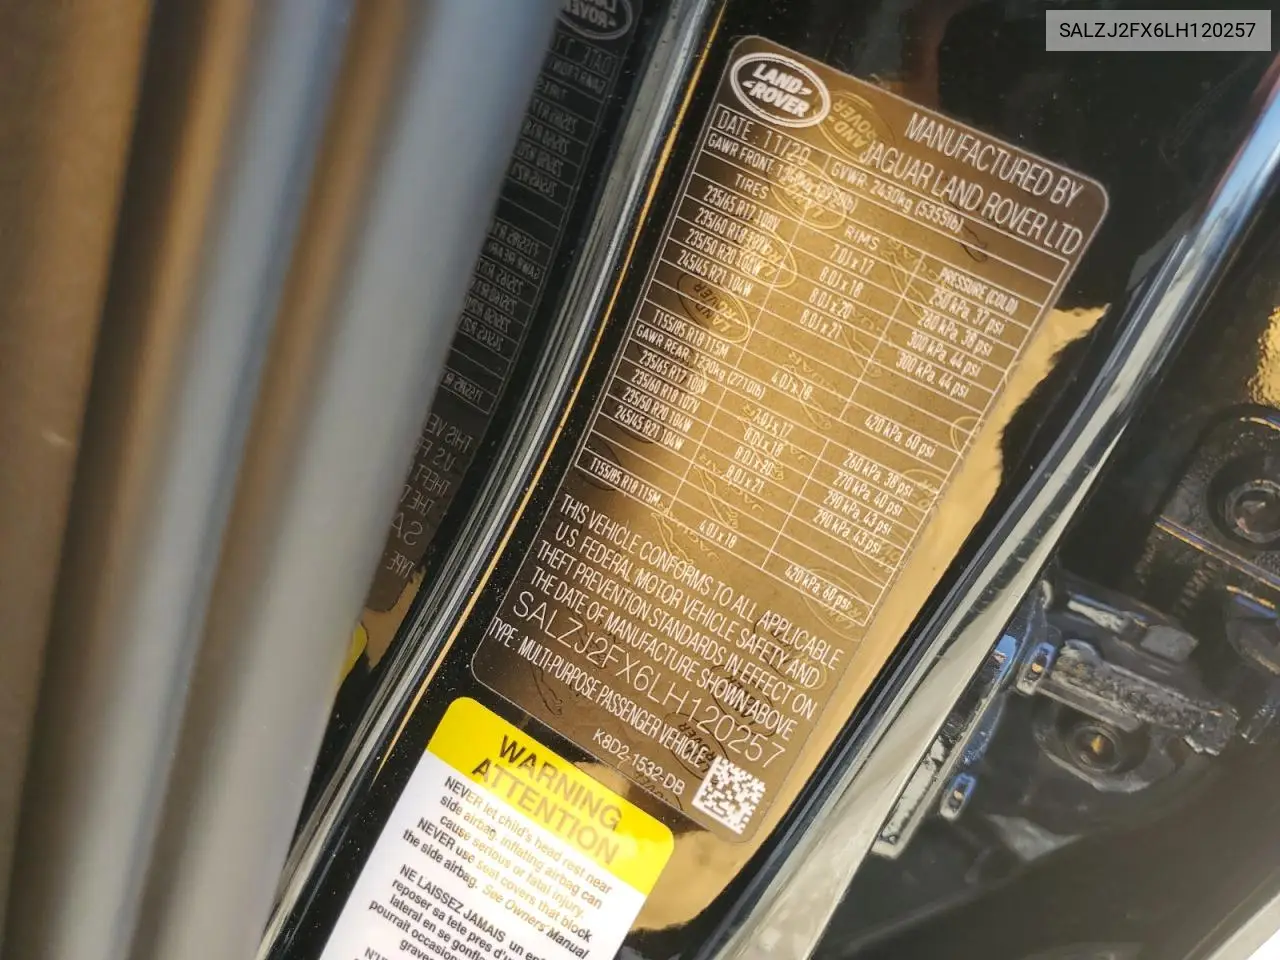 SALZJ2FX6LH120257
LAND-
-ROVER
MANUFACTURED BY
JAGUAR LAND ROVER LTD
DATE: 11/20 GVWR: 2430kg (5355lb)
GAWR FRONT:
TIRES RIMS PRESSURE (COLD)
235/65 R17 7.0J x 17 250 kPa, 37 psi
235/60 R18 8.0J x 18 260 kPa, 38 psi
235/50 R20 104W 8.0J x 20 300 kPa, 44 psi
245/45 R21 104W 8.0J x 21 300 kPa, 44 psi
T155/85 R18 115M 4.0J x 18 420 kPa, 60 psi
GAWR REAR: 1230kg (2710lb)
235/65 R17 7.0J x 17 260 kPa, 38 psi
235/60 R18 107V 8.0J x 18 270 kPa, 40 psi
235/50 R20 104W 8.0J x 20 290 kPa, 43 psi
245/45 R21 104W 8.0J x 21 290 kPa, 43 psi
T155/85 R18 115M 4.0J x 18 420 kPa, 60 psi
THIS VEHICLE CONFORMS TO ALL APPLICABLE
U.S. FEDERAL MOTOR VEHICLE SAFETY AND
THEFT PREVENTION STANDARDS IN EFFECT ON
THE DATE OF MANUFACTURE SHOWN ABOVE
SALZJ2FX6LH120257
TYPE: MULTI-PURPOSE PASSENGER VEHICLE
K8D2-1532-DB
WARNING
ATTENTION
NEVER let child's head rest near
side airbag, inflating airbag can
cause serious or fatal injury.
NEVER use seat covers that block
the side airbag. See Owners Manual
NE LAISSEZ JAMAIS un
reposer sa tete pres d'u
lateral en se gonfl
pourrait occasion
grave